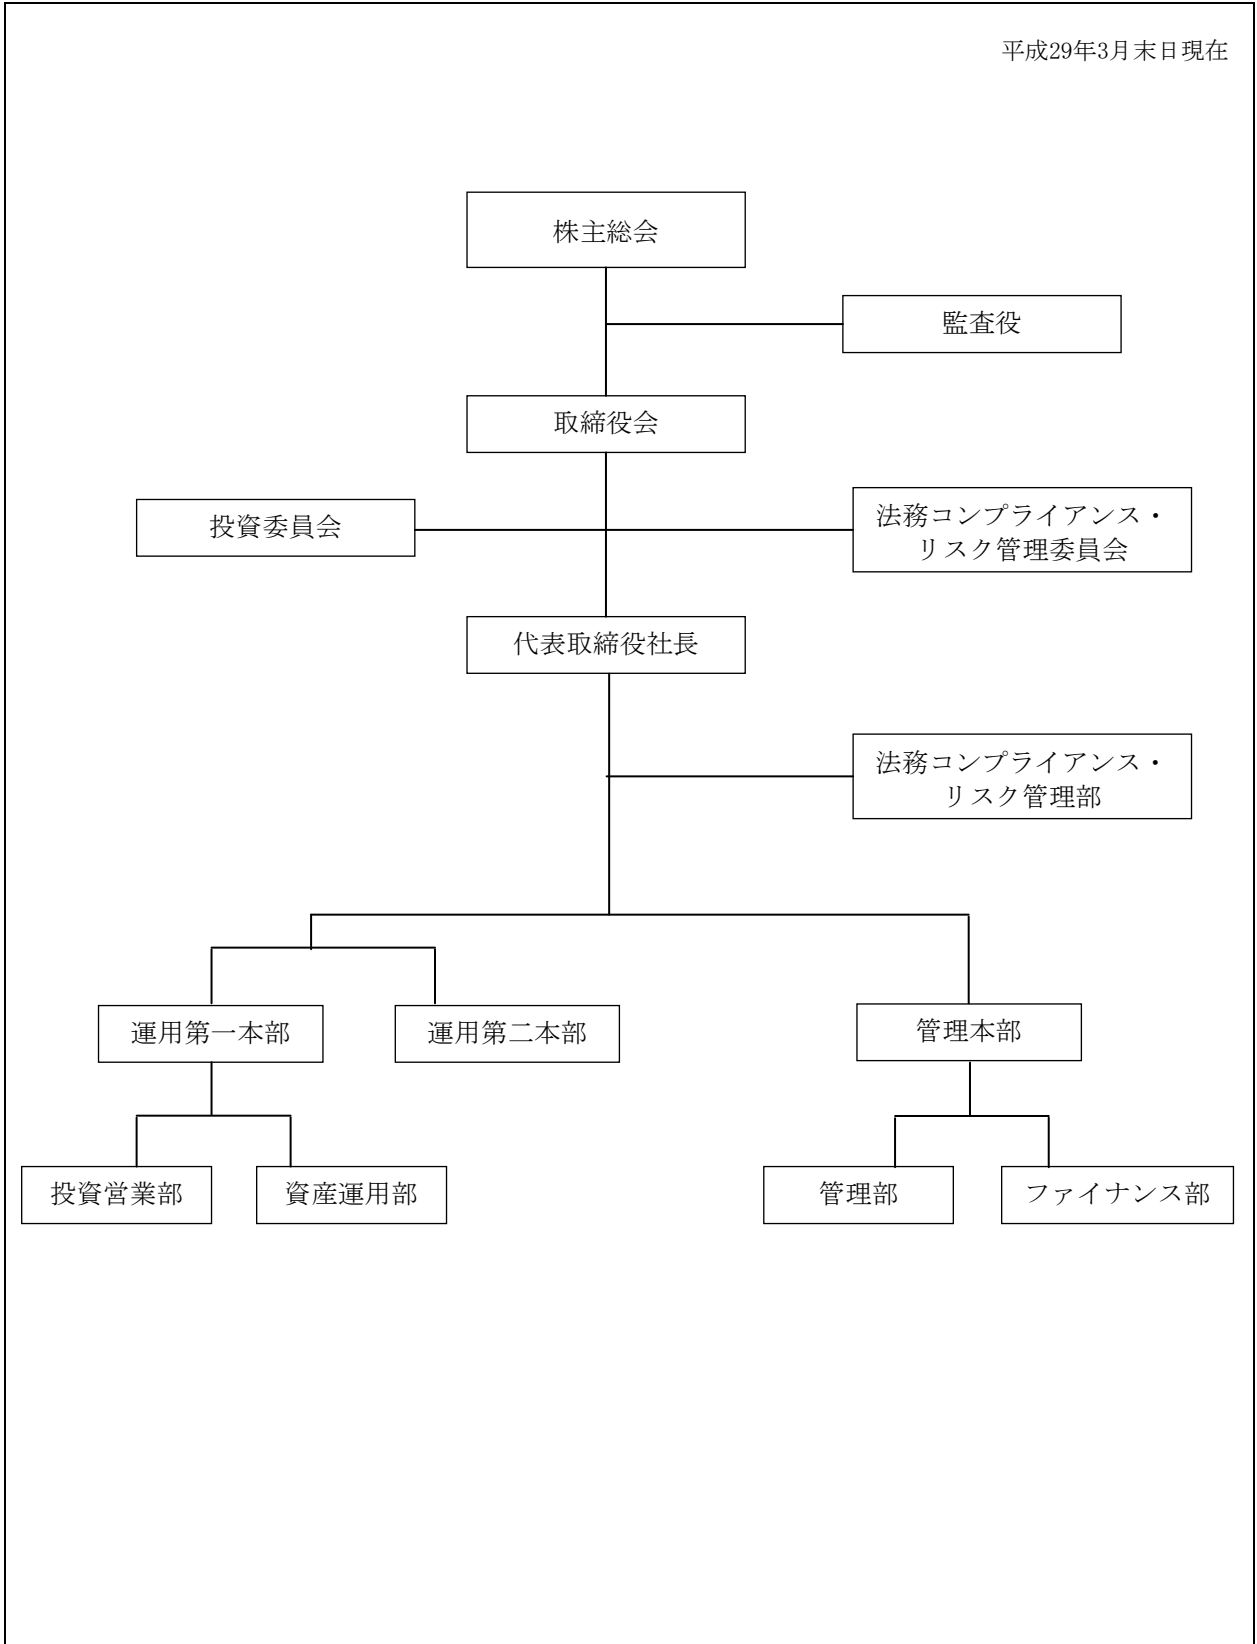 平成29年3月末日現在
株主総会
監査役
取締役会
投資委員会
法務コンプライアンス・
リスク管理委員会
代表取締役社長
法務コンプライアンス・
リスク管理部
運用第一本部
運用第二本部
管理本部
投資営業部
資産運用部
管理部
ファイナンス部